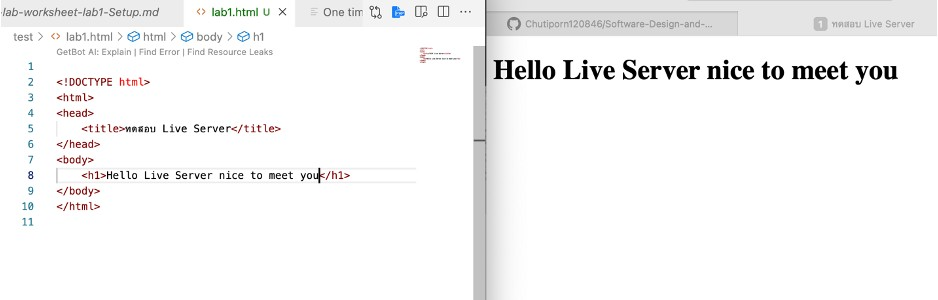 -lab-worksheet-lab1-Setup.md
<> lab1.html U ×
One tim
test > <> lab1.html > html > body > h1
GetBot AI: Explain | Find Error | Find Resource Leaks
1
2 <!DOCTYPE html>
3 <html>
4 <head>
5 <title>ทดสอบ Live Server</title>
6 </head>
7 <body>
8 <h1>Hello Live Server nice to meet you</h1>
9 </body>
10 </html>
11
Chutiporn120846/Software-Design-and-...
1 ทดสอบ Live Server
Hello Live Server nice to meet you